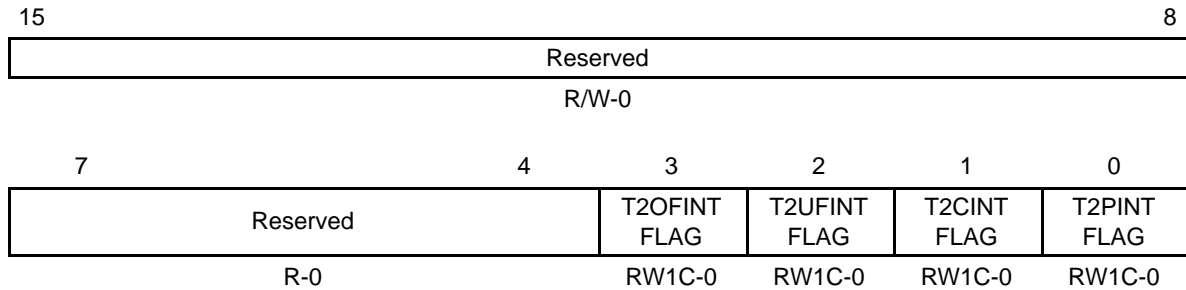 15 8
Reserved
R/W-0
7 4 3 2 1 0
Reserved T2OFINT FLAG T2UFINT FLAG T2CINT FLAG T2PINT FLAG
R-0 RW1C-0 RW1C-0 RW1C-0 RW1C-0